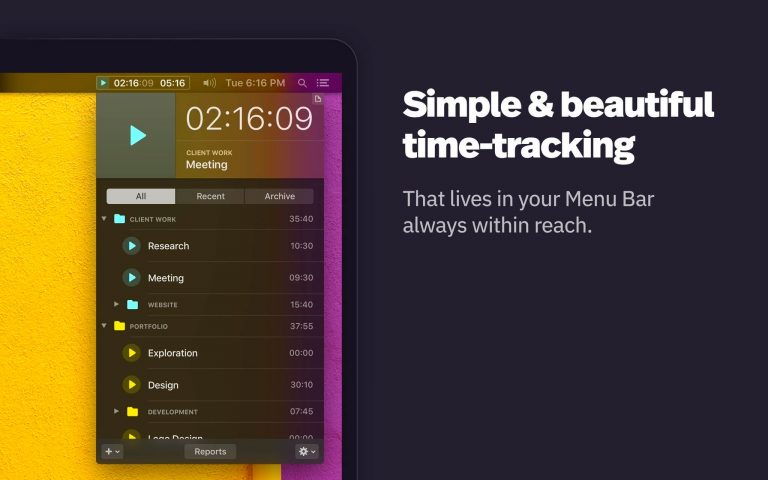 02:16:09 05:16 Tue 6:16 PM
02:16:09
CLIENT WORK
Meeting
All Recent Archive
CLIENT WORK 35:40
Research 10:30
Meeting 09:30
WEBSITE 15:40
PORTFOLIO 37:55
Exploration 00:00
Design 30:10
DEVELOPMENT 07:45
Logo Design 00:00
Reports
Simple & beautiful
time-tracking
That lives in your Menu Bar
always within reach.